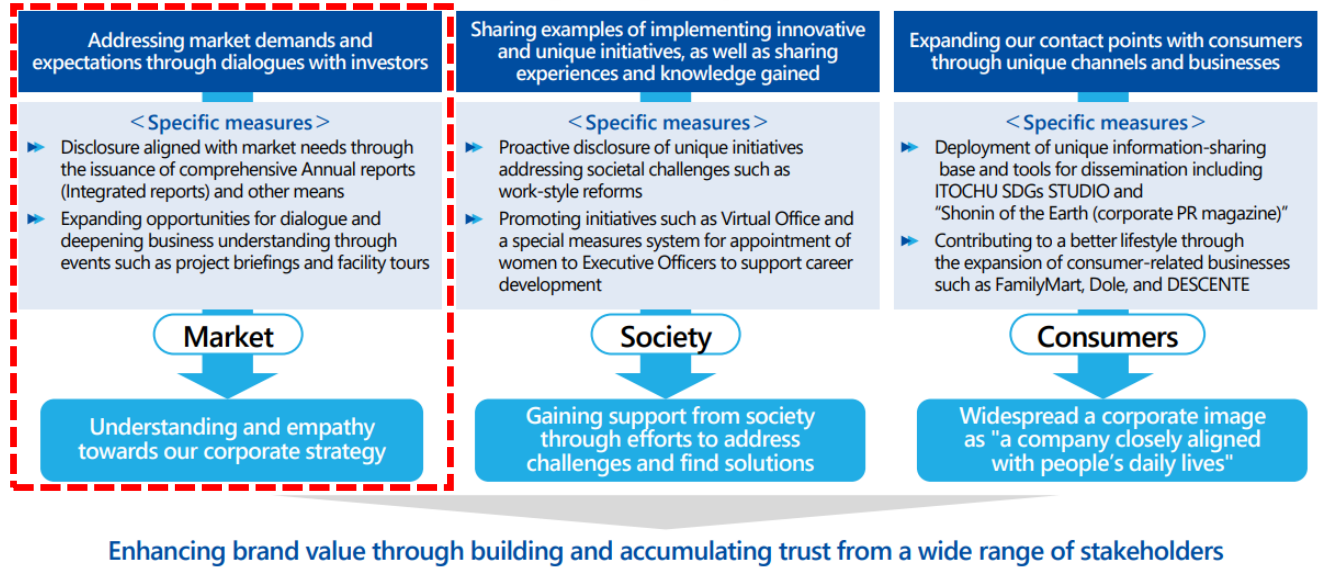 Addressing market demands and
expectations through dialogues with investors
<Specific measures>
Disclosure aligned with market needs through
the issuance of comprehensive Annual reports
(Integrated reports) and other means
Expanding opportunities for dialogue and
deepening business understanding through
events such as project briefings and facility tours
Market
Understanding and empathy
towards our corporate strategy
Sharing examples of implementing innovative
and unique initiatives, as well as sharing
experiences and knowledge gained
<Specific measures>
Proactive disclosure of unique initiatives
addressing societal challenges such as
work-style reforms
Promoting initiatives such as Virtual Office and
a special measures system for appointment of
women to Executive Officers to support career
development
Society
Gaining support from society
through efforts to address
challenges and find solutions
Expanding our contact points with consumers
through unique channels and businesses
<Specific measures>
Deployment of unique information-sharing
base and tools for dissemination including
ITOCHU SDGs STUDIO and
“Shonin of the Earth (corporate PR magazine)”
Contributing to a better lifestyle through
the expansion of consumer-related businesses
such as FamilyMart, Dole, and DESCENTE
Consumers
Widespread a corporate image
as "a company closely aligned
with people’s daily lives"
Enhancing brand value through building and accumulating trust from a wide range of stakeholders